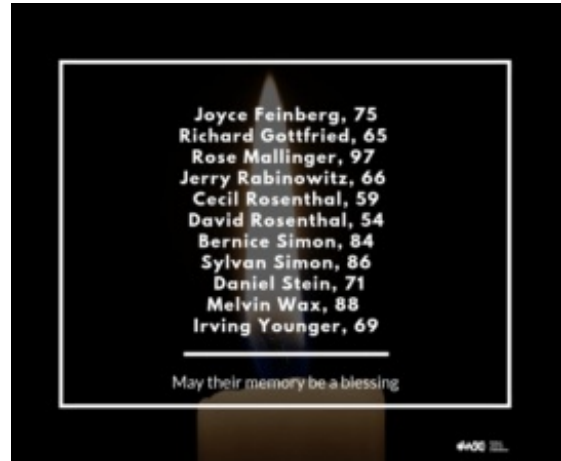 Joyce Feinberg, 75
Richard Gottfried, 65
Rose Mallinger, 97
Jerry Rabinowitz, 66
Cecil Rosenthal, 59
David Rosenthal, 54
Bernice Simon, 84
Sylvan Simon, 86
Daniel Stein, 71
Melvin Wax, 88
Irving Younger, 69
May their memory be a blessing